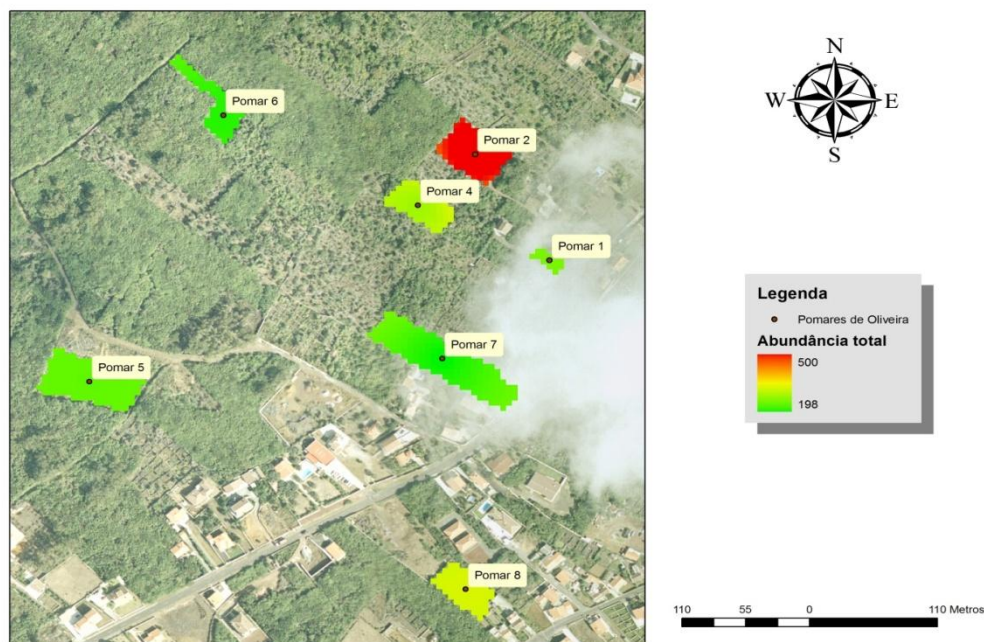 Pomar 6
Pomar 2
Pomar 4
Pomar 1
Pomar 7
Pomar 5
Pomar 8
N
W
E
S
Legenda
Pomares de Oliveira
Abundância total
500
198
110 55 0 110 Metros